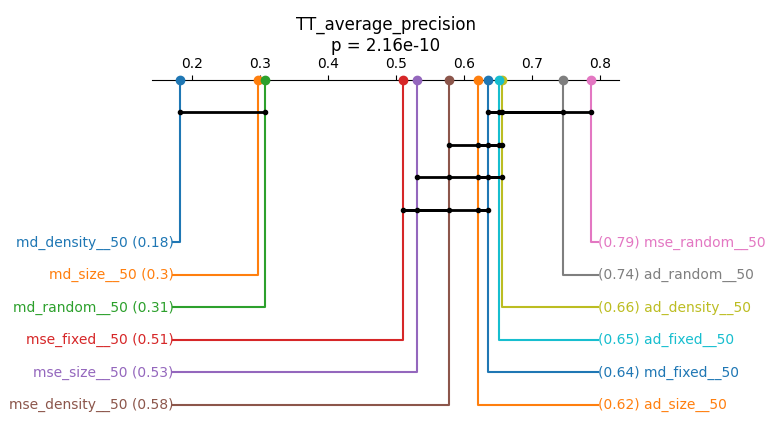 TT_average_precision
p = 2.16e-10
0.2 0.3 0.4 0.5 0.6 0.7 0.8
md_density__50 (0.18) (0.79) mse_random__50
md_size__50 (0.3) (0.74) ad_random__50
md_random__50 (0.31) (0.66) ad_density__50
mse_fixed__50 (0.51) (0.65) ad_fixed__50
mse_size__50 (0.53) (0.64) md_fixed__50
mse_density__50 (0.58) (0.62) ad_size__50